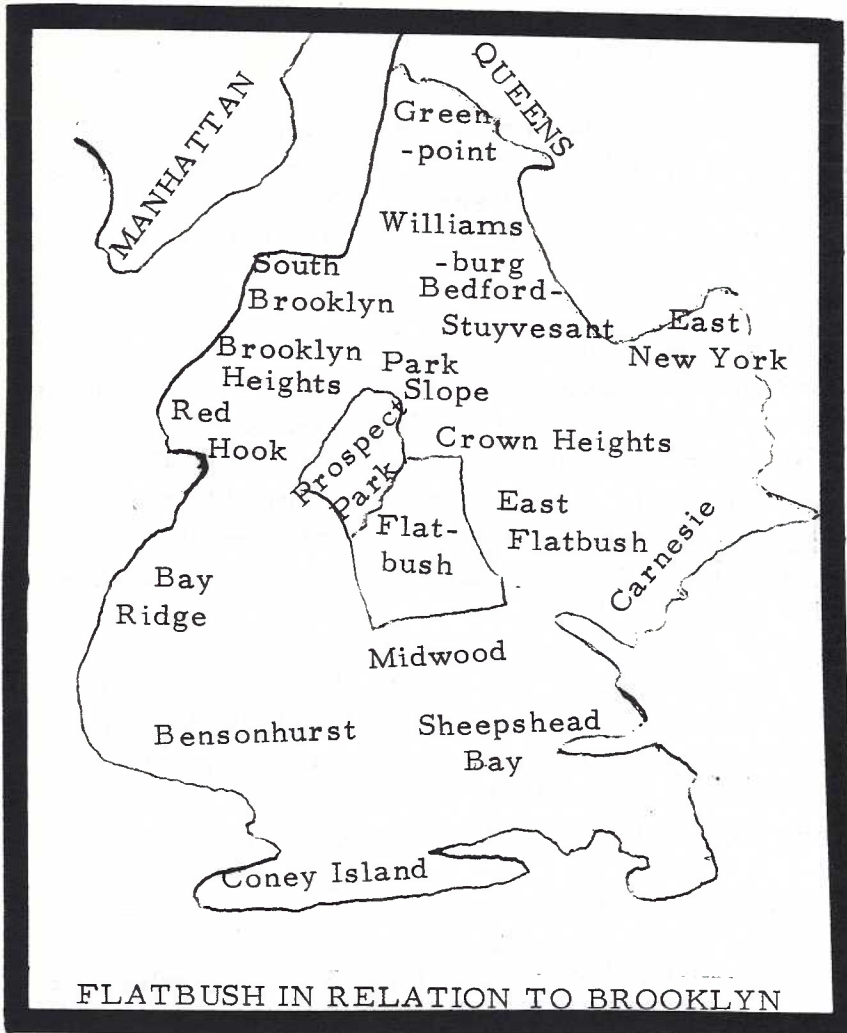 QUEENS
MANHATTAN
Green
-point
Williams
-burg
South
Brooklyn
Bedford-
Stuyvesant
East
New York
Brooklyn
Heights
Park
Slope
Red
Hook
Prospect
Park
Crown Heights
East
Flatbush
Flat-
bush
Carnesie
Bay
Ridge
Midwood
Bensonhurst
Sheepshead
Bay
Coney Island
FLATBUSH IN RELATION TO BROOKLYN